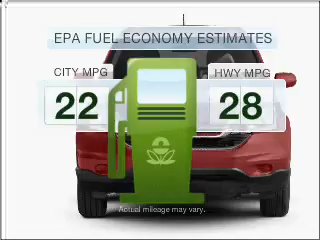 EPA FUEL ECONOMY ESTIMATES
CITY MPG HWY MPG
22 28
Actual mileage may vary.